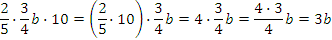 2/5 · 3/4 b · 10 = (2/5 · 10) · 3/4 b = 4 · 3/4 b = (4 · 3)/4 b = 3b